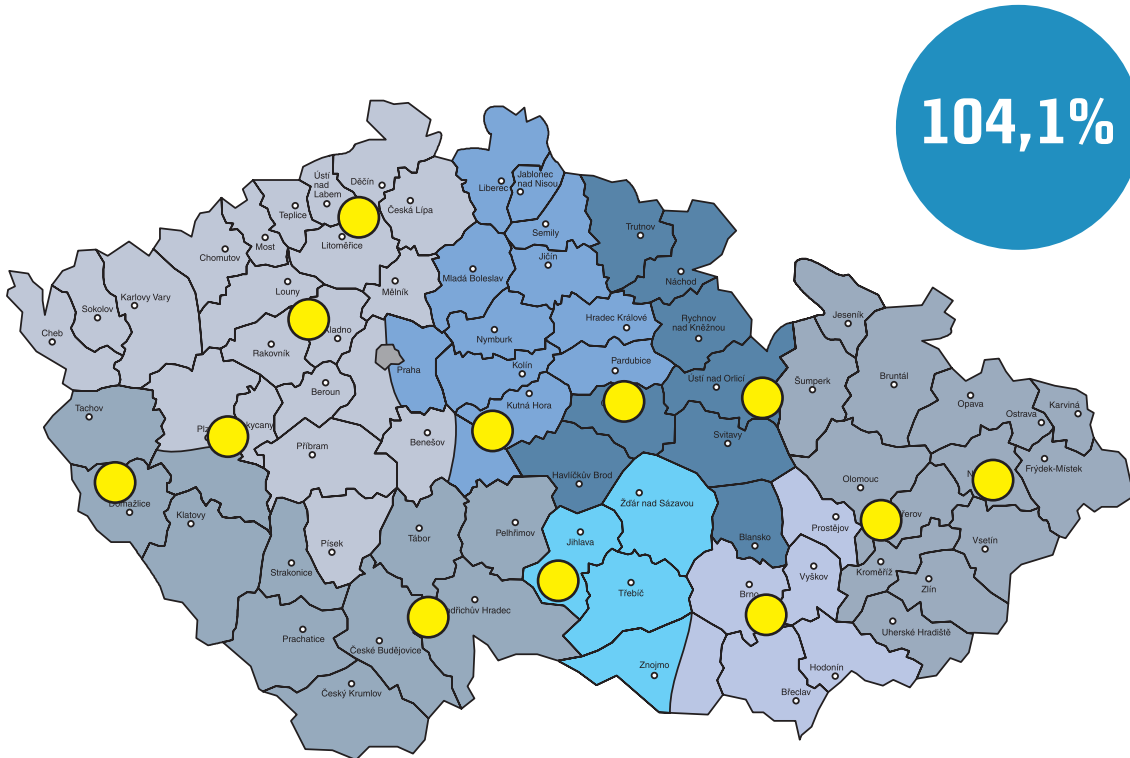 104,1%
Ústí
nad
Labem
Děčín
Teplice
Česká Lípa
Liberec
Jablonec
nad Nisou
Most
Litoměřice
Semily
Trutnov
Chomutov
Jičín
Mladá Boleslav
Náchod
Louny
Mělník
Karlovy Vary
Sokolov
Cheb
Hradec Králové
Rychnov
nad Kněžnou
Jeseník
Nymburk
Rakovník
Kolín
Pardubice
Praha
Beroun
Ústí nad Orlicí
Šumperk
Bruntál
Opava
Ostrava
Karviná
Tachov
Kutná Hora
Benešov
Svitavy
Příbram
Frýdek-Místek
Havlíčkův Brod
Olomouc
Žďár nad Sázavou
Domažlice
Klatovy
Tábor
Pelhřimov
Jihlava
Blansko
Prostějov
Vsetín
Písek
Strakonice
Kroměříž
Vyškov
Zlín
Třebíč
Brno
Prachatice
České Budějovice
Uherské Hradiště
Znojmo
Hodonín
Břeclav
Český Krumlov